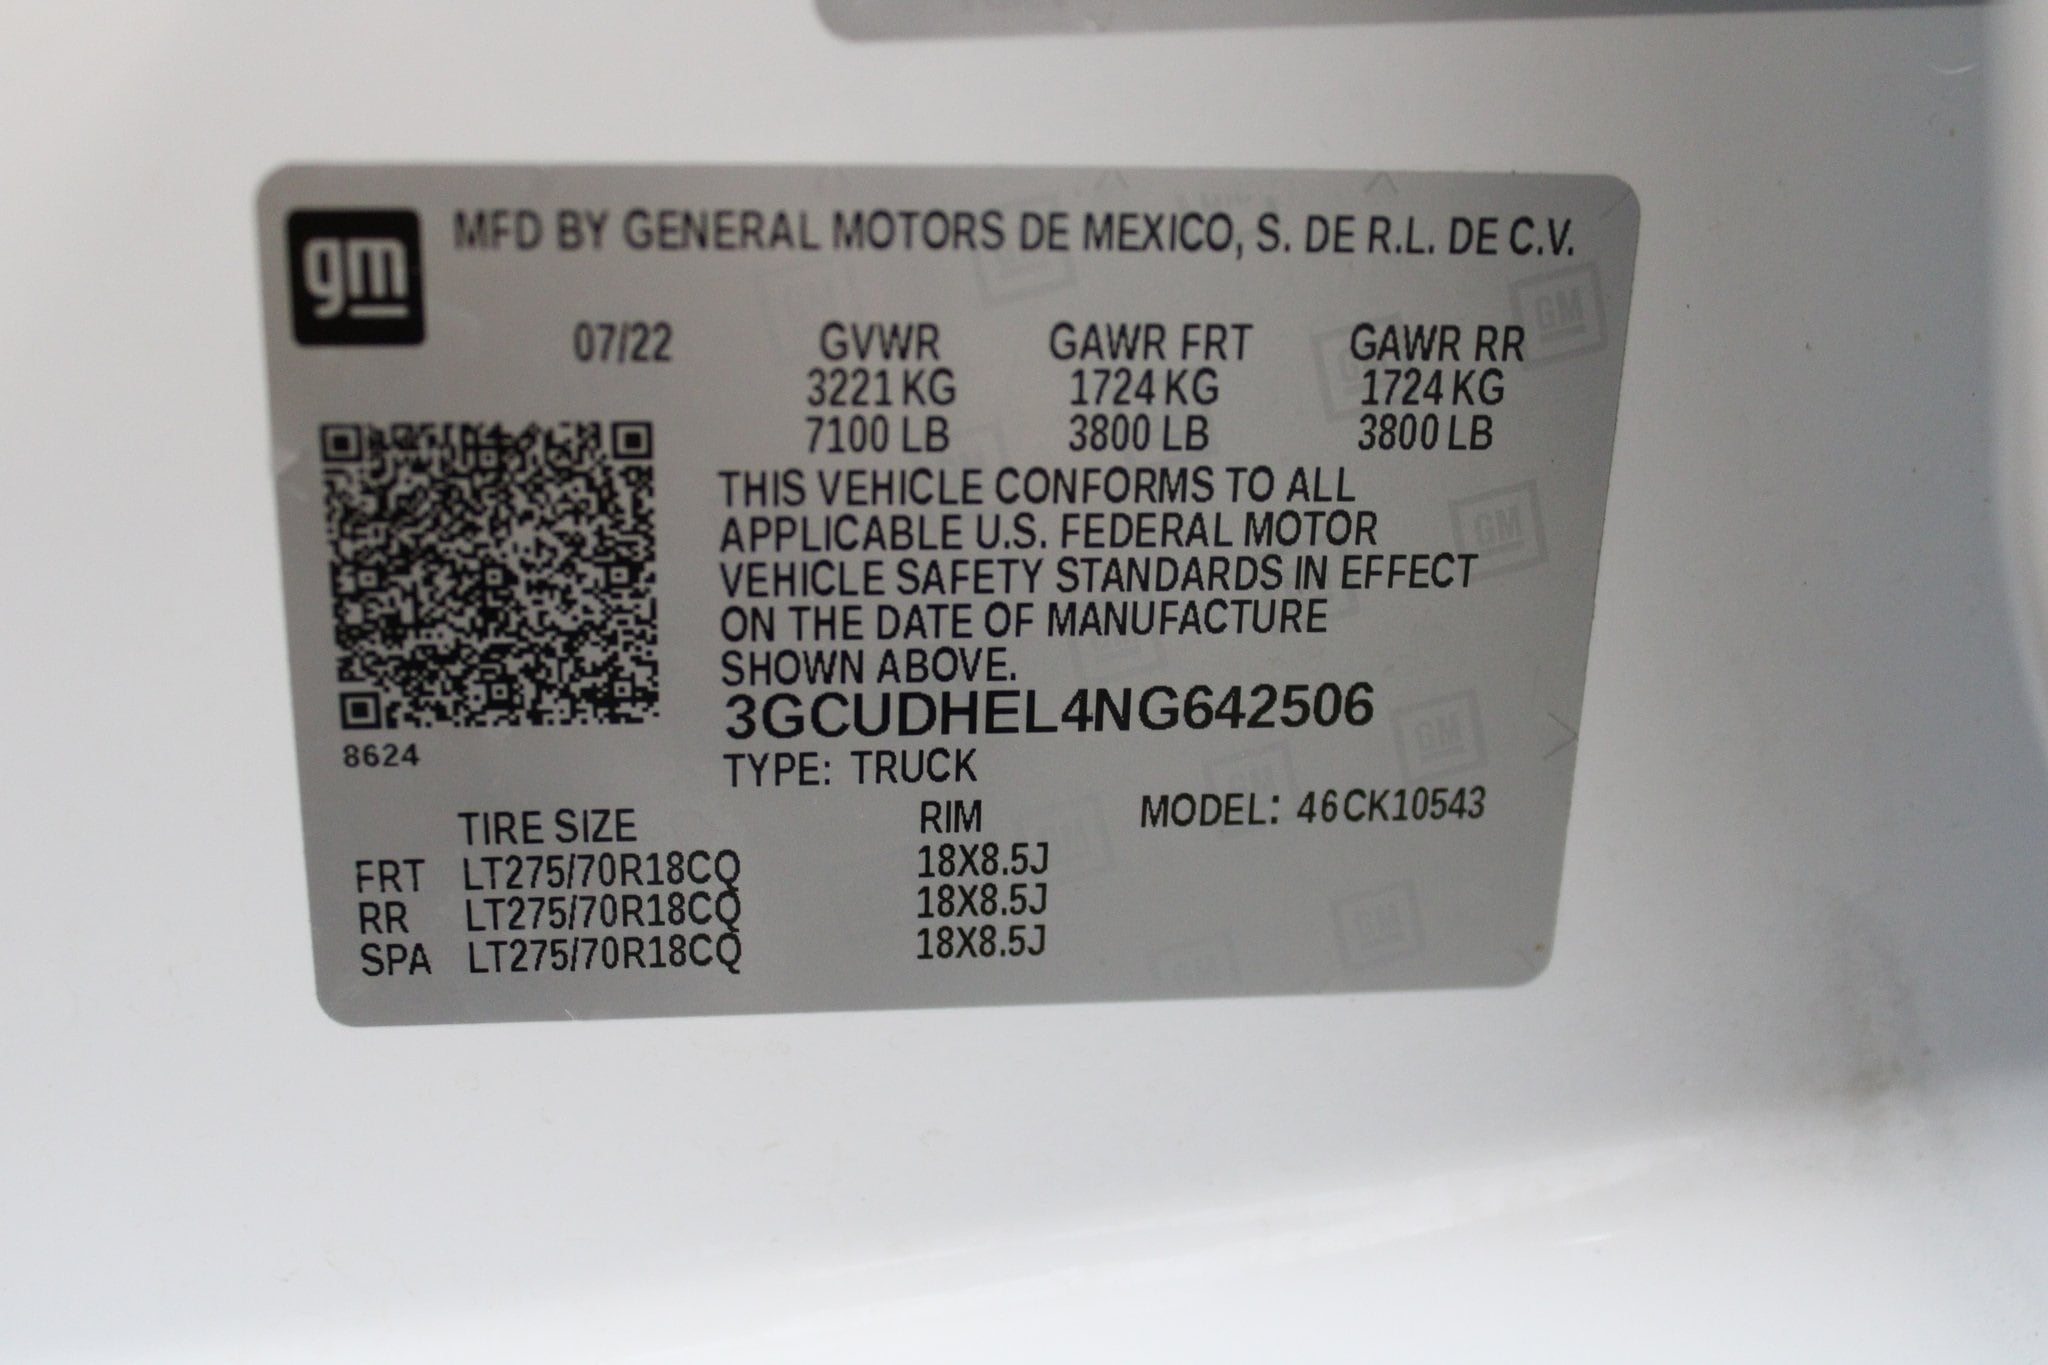 gm
MFD BY GENERAL MOTORS DE MEXICO, S. DE R.L. DE C.V.
07/22 GVWR GAWR FRT GAWR RR
3221 KG 1724 KG 1724 KG
7100 LB 3800 LB 3800 LB
THIS VEHICLE CONFORMS TO ALL
APPLICABLE U.S. FEDERAL MOTOR
VEHICLE SAFETY STANDARDS IN EFFECT
ON THE DATE OF MANUFACTURE
SHOWN ABOVE.
3GCUDHEL4NG642506
8624
TYPE: TRUCK
TIRE SIZE RIM MODEL: 46CK10543
FRT LT275/70R18CQ 18X8.5J
RR LT275/70R18CQ 18X8.5J
SPA LT275/70R18CQ 18X8.5J